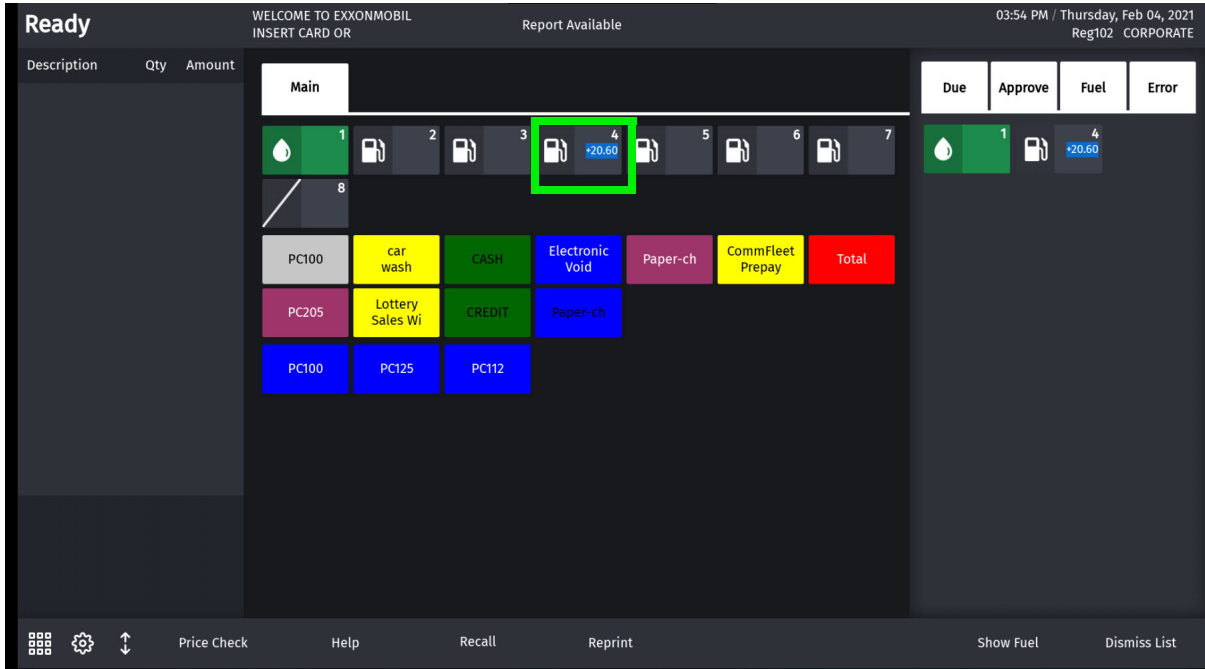 Ready
WELCOME TO EXXONMOBIL
INSERT CARD OR
Report Available
03:54 PM / Thursday, Feb 04, 2021
Reg102 CORPORATE
Description Qty Amount
Main
Due Approve Fuel Error
1 2 3 4 5 6 7
+20.60
8
1 4
+20.60
PC100 car wash CASH Electronic Void Paper-ch CommFleet Prepay Total
PC205 Lottery Sales Wi CREDIT Paper-ch
PC100 PC125 PC112
Price Check Help Recall Reprint Show Fuel Dismiss List